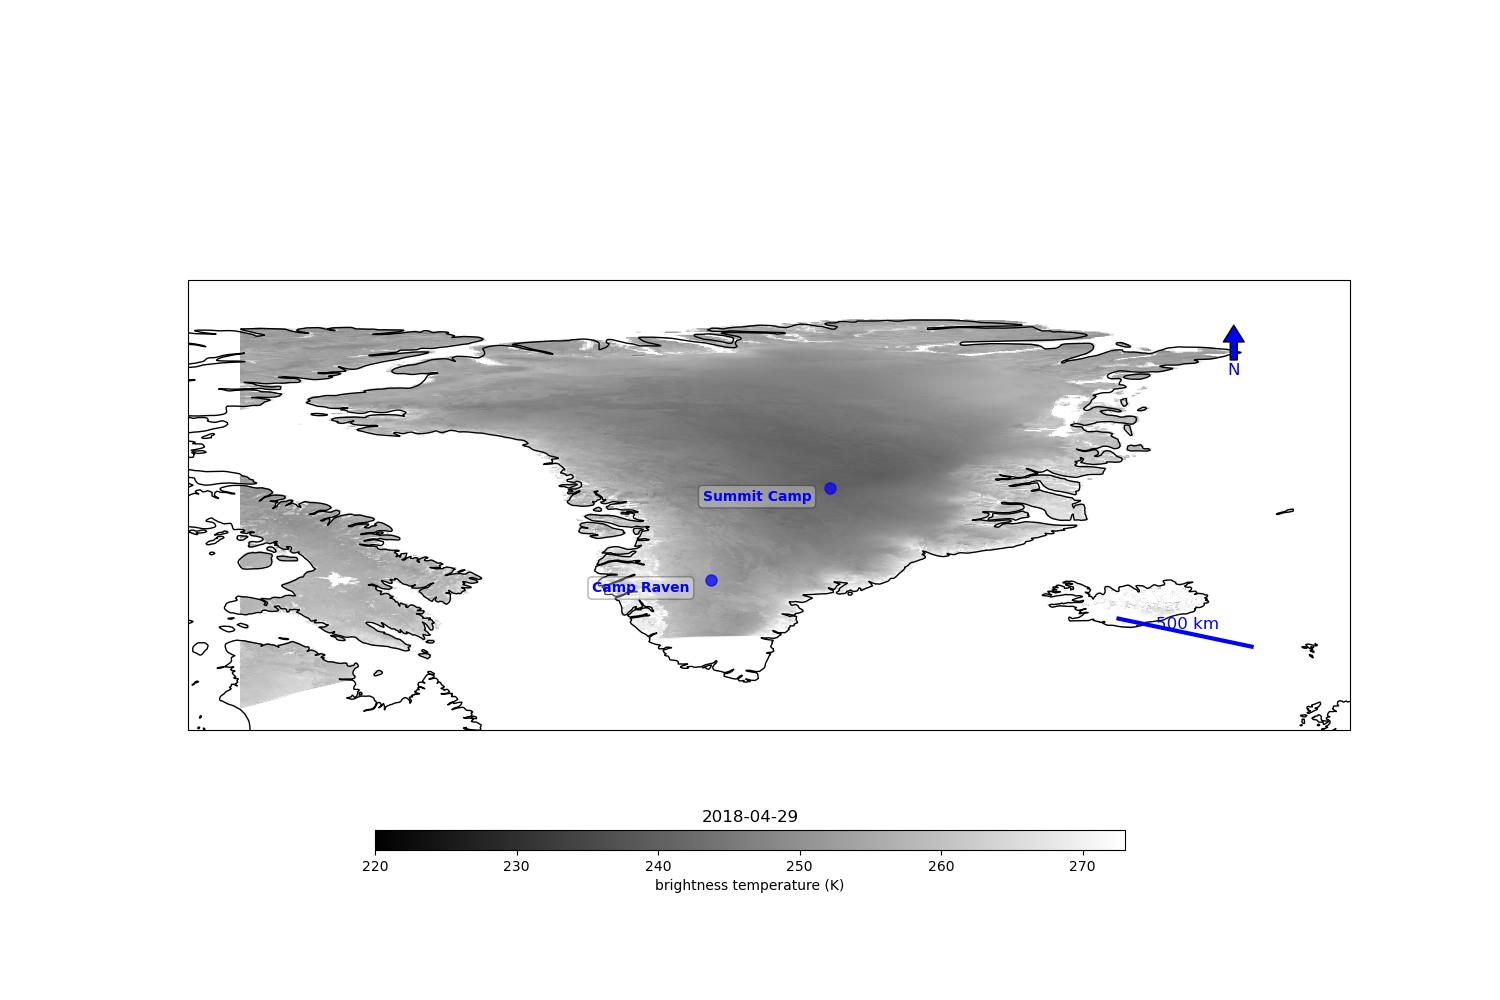 N
Summit Camp
Camp Raven
500 km
2018-04-29
220 230 240 250 260 270
brightness temperature (K)